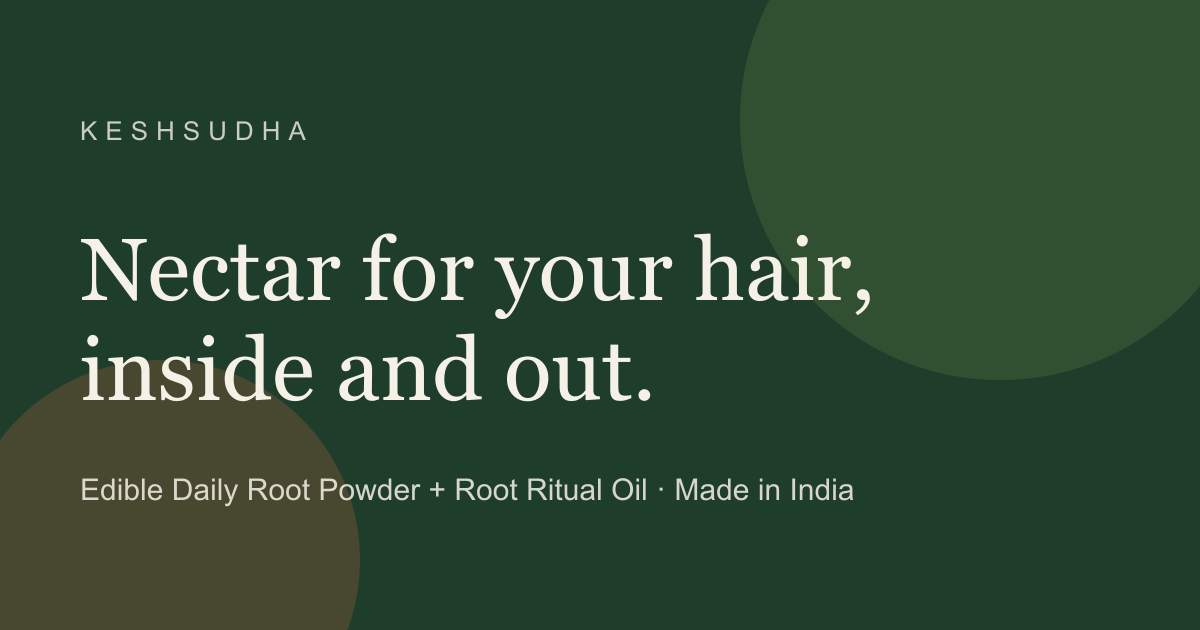 KESHSUDHA
Nectar for your hair,
inside and out.
Edible Daily Root Powder + Root Ritual Oil · Made in India